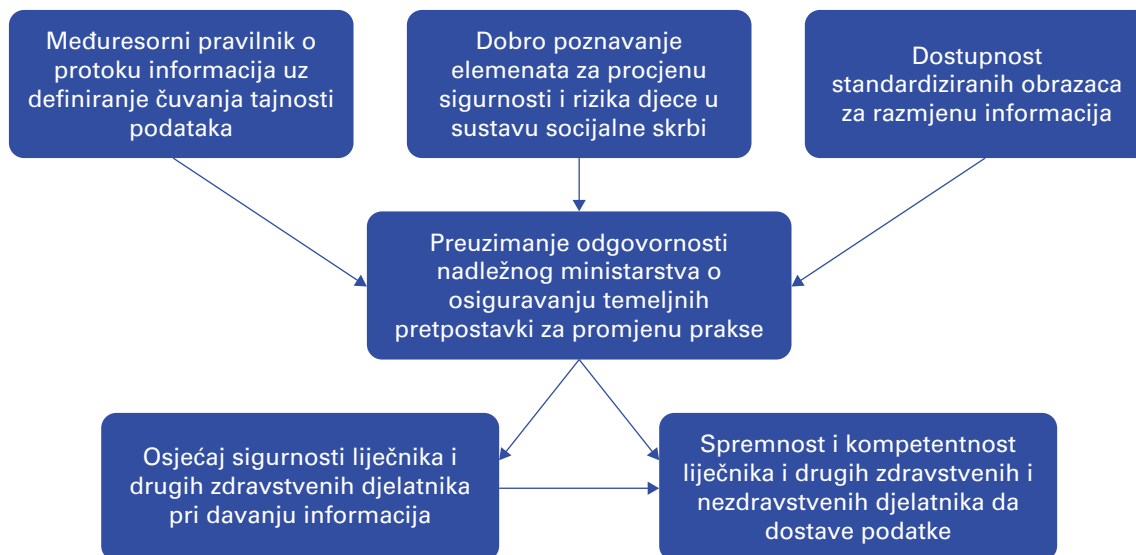 Međuresorni pravilnik o
protoku informacija uz
definiranje čuvanja tajnosti
podataka
Dobro poznavanje
elemenata za procjenu
sigurnosti i rizika djece u
sustavu socijalne skrbi
Dostupnost
standardiziranih obrazaca
za razmjenu informacija
Preuzimanje odgovornosti
nadležnog ministarstva o
osiguravanju temeljnih
pretpostavki za promjenu prakse
Osjećaj sigurnosti liječnika i
drugih zdravstvenih djelatnika
pri davanju informacija
Spremnost i kompetentnost
liječnika i drugih zdravstvenih i
nezdravstvenih djelatnika da
dostave podatke